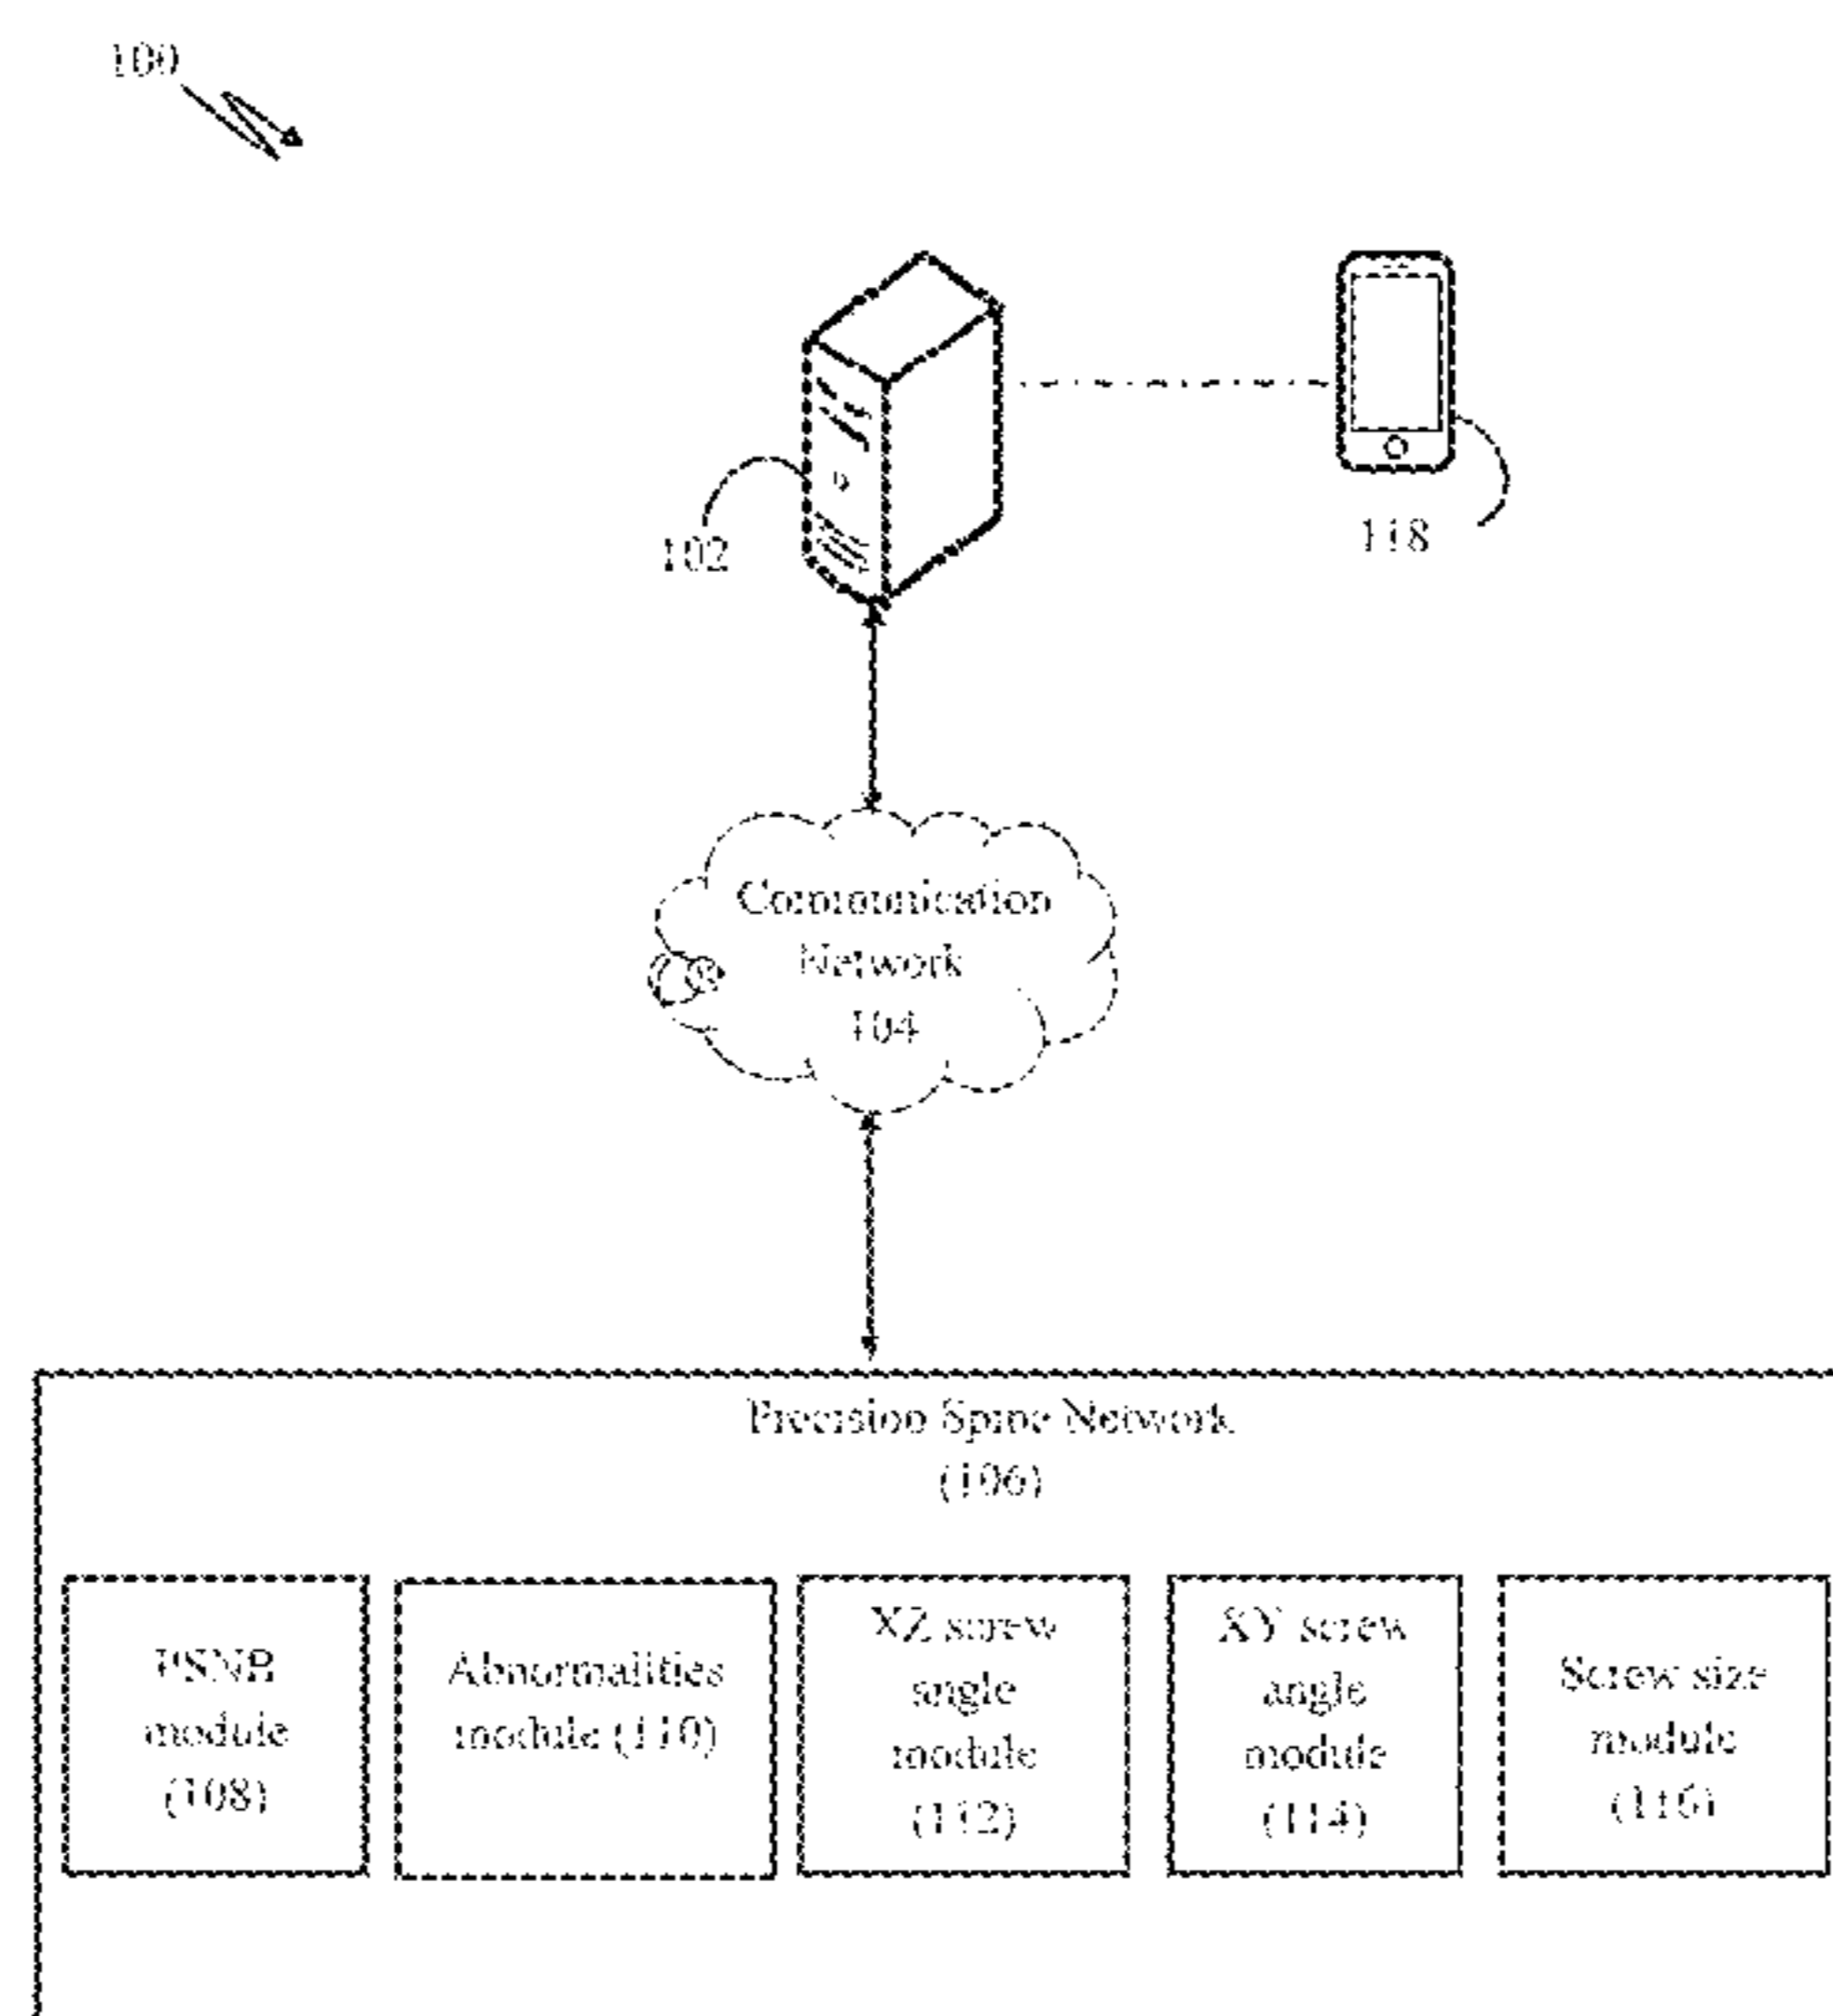 100
102
118
Communication
Network
104
Precision Spine Network
(106)
PSNB
module
(108)
Abnormalities
module (110)
XZ screw
angle
module
(112)
XY screw
angle
module
(114)
Screw size
module
(116)